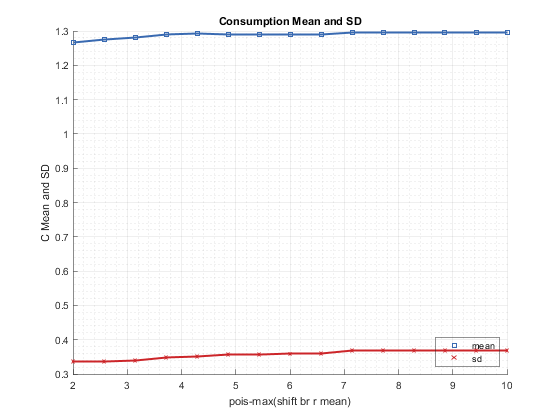 Consumption Mean and SD
1.3
1.2
1.1
1
0.9
0.8
0.7
0.6
0.5
0.4
0.3
C Mean and SD
mean
sd
2 3 4 5 6 7 8 9 10
pois-max(shift br r mean)